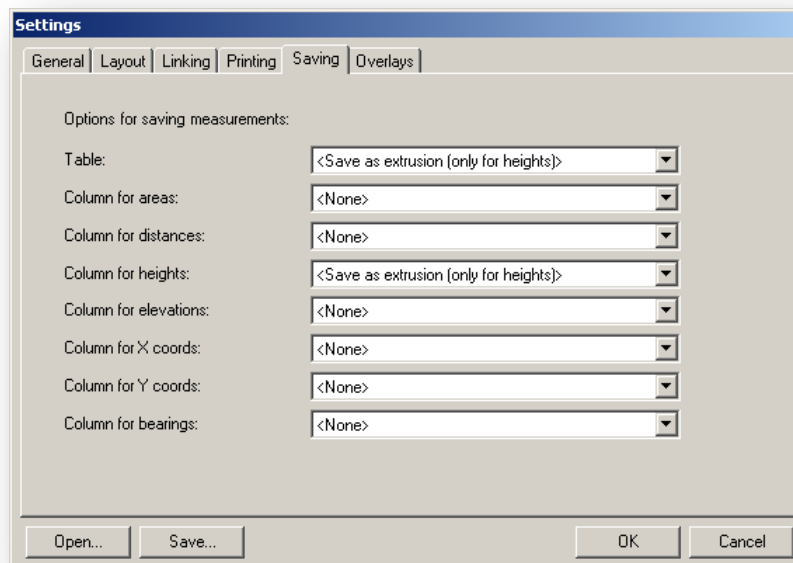 Settings
General Layout Linking Printing Saving Overlays
Options for saving measurements:
Table: <Save as extrusion (only for heights)>
Column for areas: <None>
Column for distances: <None>
Column for heights: <Save as extrusion (only for heights)>
Column for elevations: <None>
Column for X coords: <None>
Column for Y coords: <None>
Column for bearings: <None>
Open... Save... OK Cancel